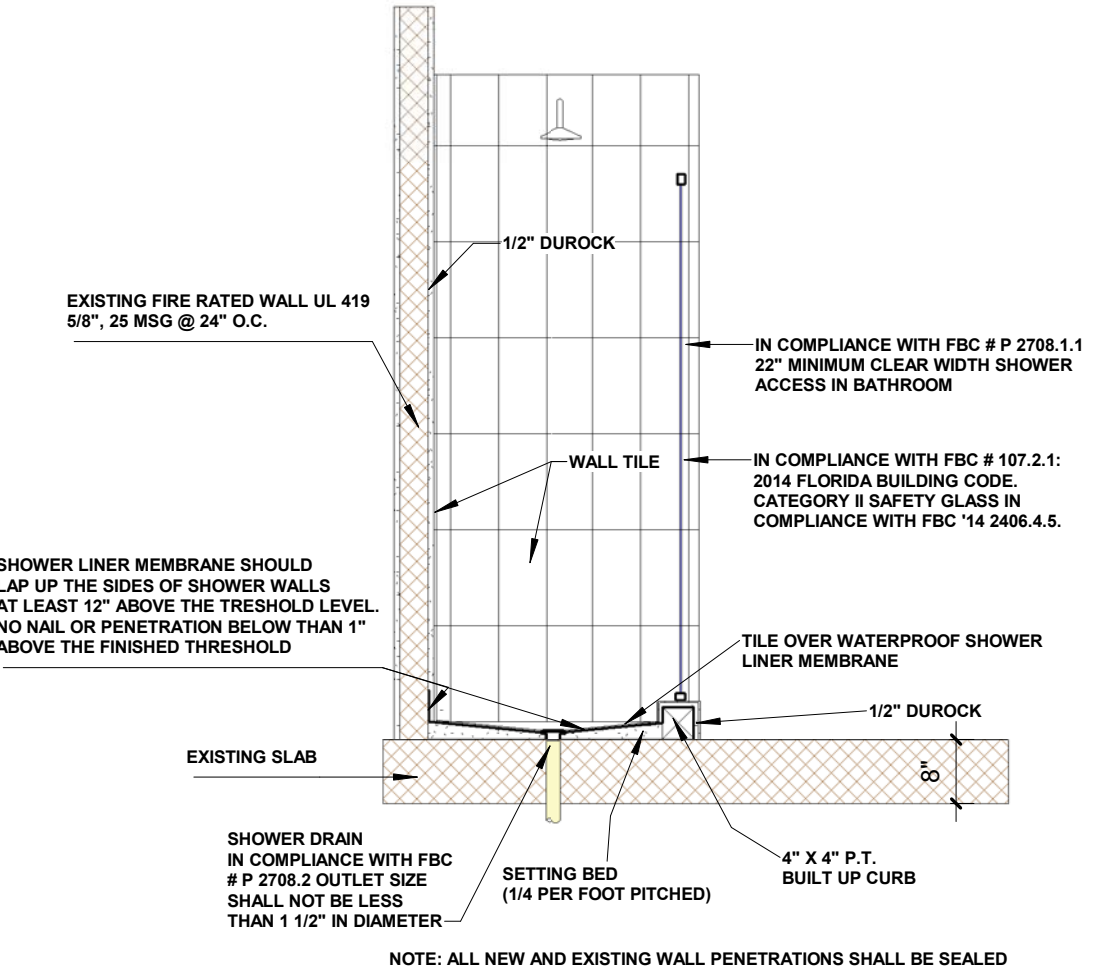 1/2" DUROCK
EXISTING FIRE RATED WALL UL 419
5/8", 25 MSG @ 24" O.C.
IN COMPLIANCE WITH FBC # P 2708.1.1
22" MINIMUM CLEAR WIDTH SHOWER
ACCESS IN BATHROOM
WALL TILE
IN COMPLIANCE WITH FBC # 107.2.1:
2014 FLORIDA BUILDING CODE.
CATEGORY II SAFETY GLASS IN
COMPLIANCE WITH FBC '14 2406.4.5.
SHOWER LINER MEMBRANE SHOULD
LAP UP THE SIDES OF SHOWER WALLS
AT LEAST 12" ABOVE THE TRESHOLD LEVEL.
NO NAIL OR PENETRATION BELOW THAN 1"
ABOVE THE FINISHED THRESHOLD
TILE OVER WATERPROOF SHOWER
LINER MEMBRANE
1/2" DUROCK
EXISTING SLAB
8"
SHOWER DRAIN
IN COMPLIANCE WITH FBC
# P 2708.2 OUTLET SIZE
SHALL NOT BE LESS
THAN 1 1/2" IN DIAMETER
SETTING BED
(1/4 PER FOOT PITCHED)
4" X 4" P.T.
BUILT UP CURB
NOTE: ALL NEW AND EXISTING WALL PENETRATIONS SHALL BE SEALED